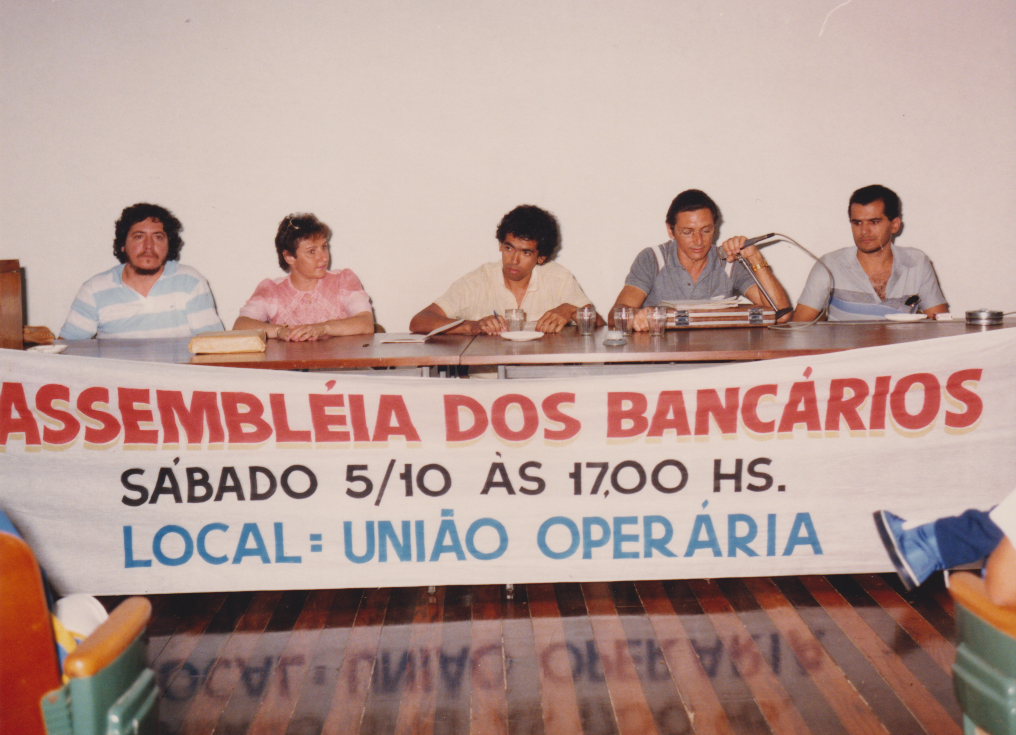 ASSEMBLÉIA DOS BANCÁRIOS
SÁBADO 5/10 ÀS 17,00 HS.
LOCAL: UNIÃO OPERÁRIA